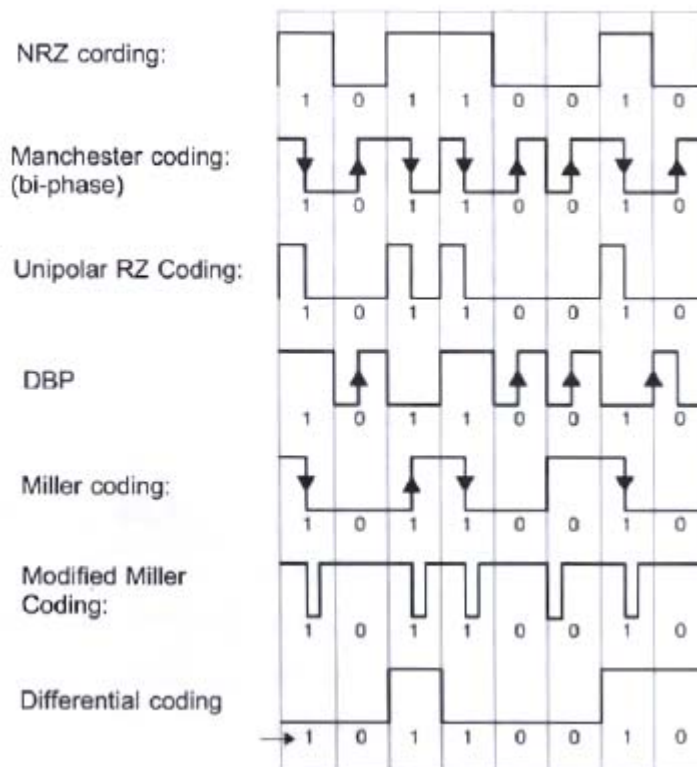 NRZ cording:
1 0 1 1 0 0 1 0
Manchester coding:
(bi-phase)
1 0 1 1 0 0 1 0
Unipolar RZ Coding:
1 0 1 1 0 0 1 0
DBP
1 0 1 1 0 0 1 0
Miller coding:
1 0 1 1 0 0 1 0
Modified Miller
Coding:
1 0 1 1 0 0 1 0
Differential coding
1 0 1 1 0 0 1 0